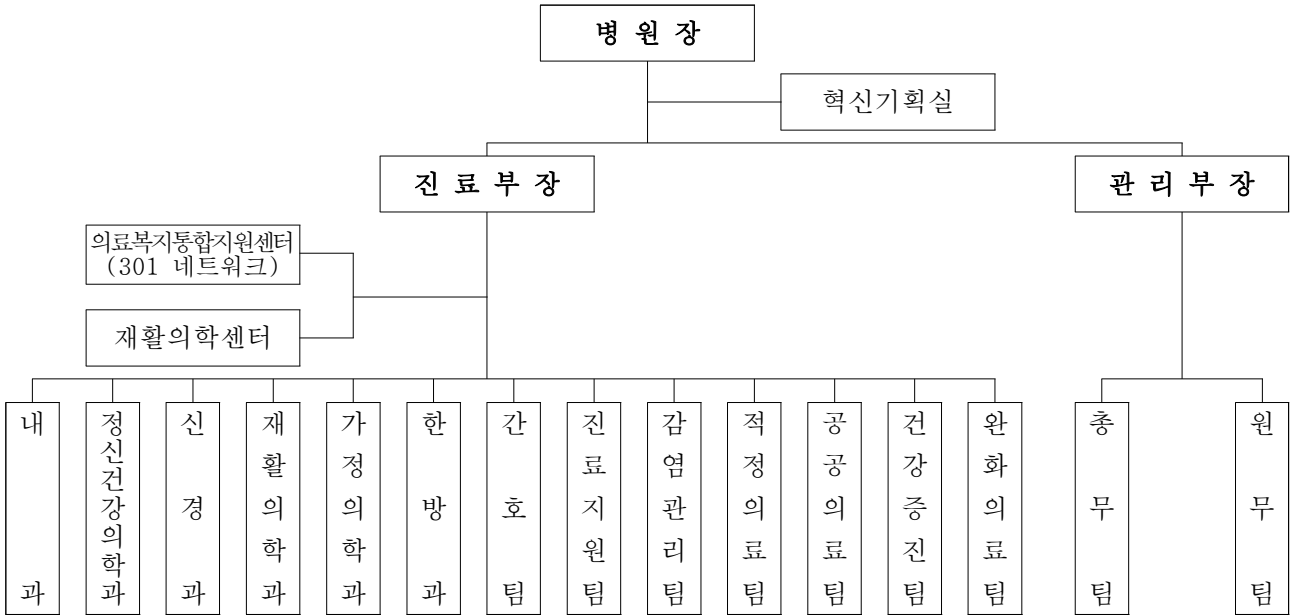 병 원 장
혁신기획실
진 료 부 장
관 리 부 장
의료복지통합지원센터
(301 네트워크)
재활의학센터
내과
정신건강의학과
신경과
재활의학과
가정의학과
한방과
간호팀
진료지원팀
감염관리팀
적정의료팀
공공의료팀
건강증진팀
완화의료팀
총무팀
원무팀